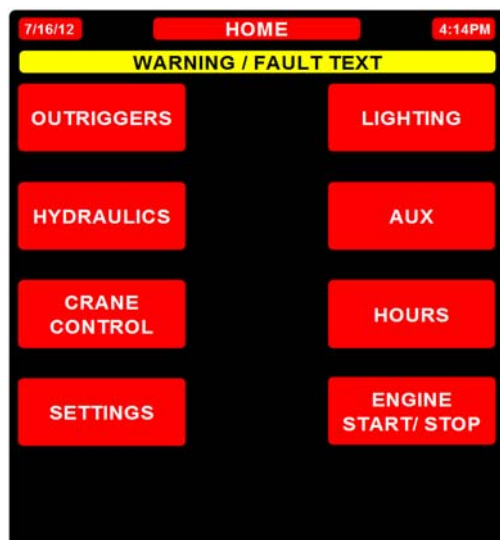 7/16/12 HOME 4:14PM
WARNING / FAULT TEXT
OUTRIGGERS
LIGHTING
HYDRAULICS
AUX
CRANE
CONTROL
HOURS
SETTINGS
ENGINE
START/ STOP